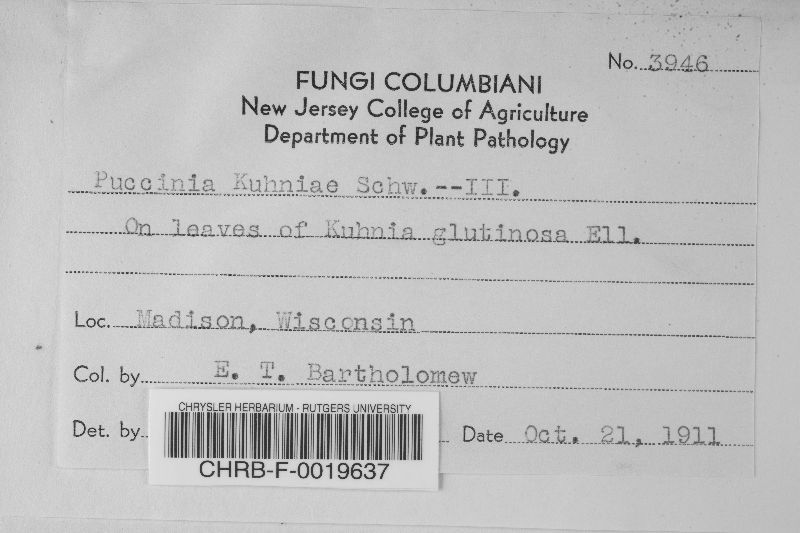 No. 3946
FUNGI COLUMBIANI
New Jersey College of Agriculture
Department of Plant Pathology
Puccinia Kuhniae Schw.--III.
On leaves of Kuhnia glutinosa Ell.
Loc. Madison, Wisconsin
Col. by E. T. Bartholomew
Det. by Date Oct. 21, 1911
CHRYSLER HERBARIUM - RUTGERS UNIVERSITY
CHRB-F-0019637